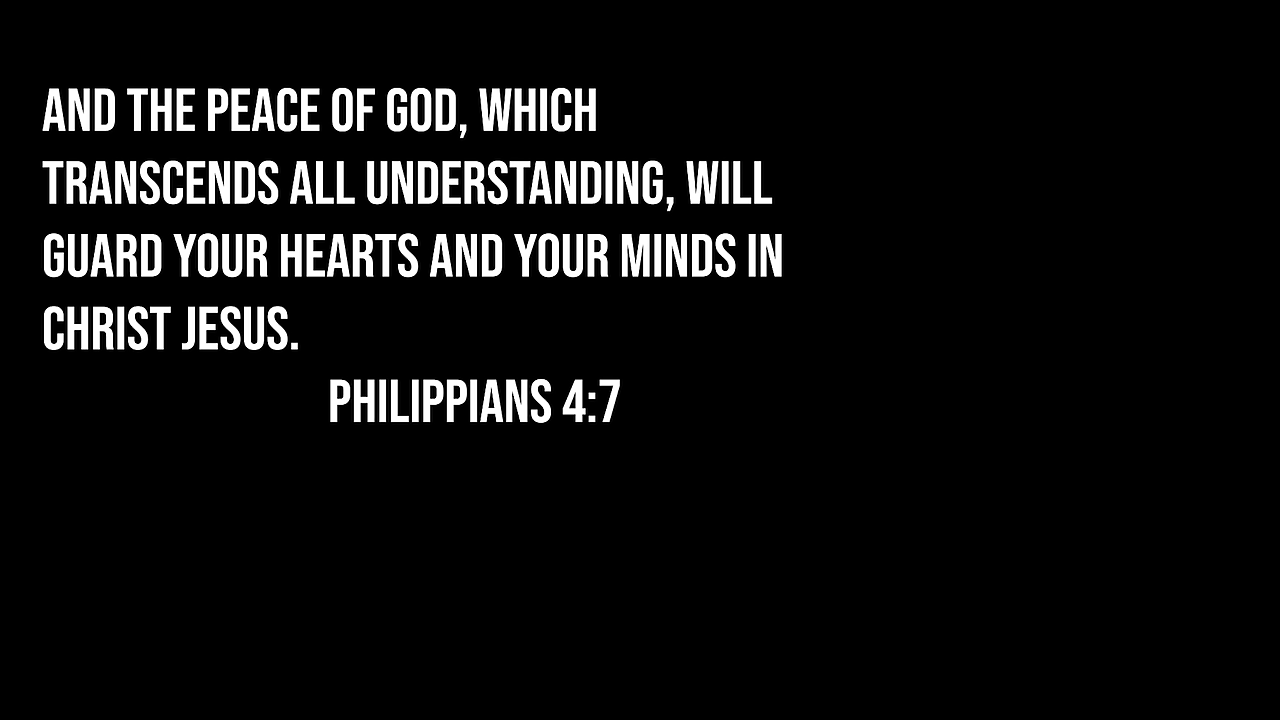 AND THE PEACE OF GOD, WHICH
TRANSCENDS ALL UNDERSTANDING, WILL
GUARD YOUR HEARTS AND YOUR MINDS IN
CHRIST JESUS.
PHILIPPIANS 4:7